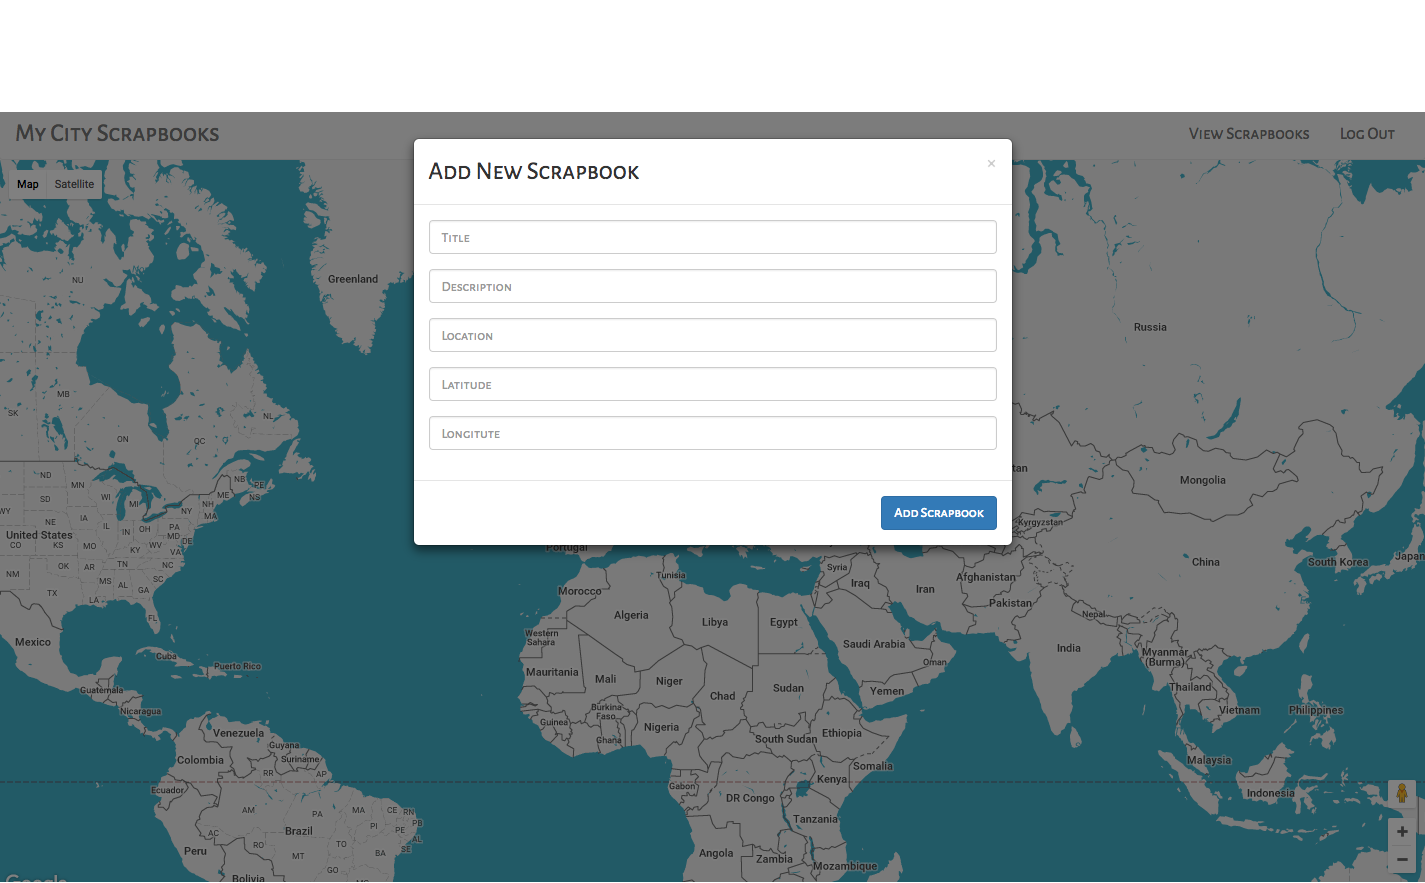 My City Scrapbooks
View Scrapbooks
Log Out
Add New Scrapbook
×
Title
Description
Location
Latitude
Longitute
Add Scrapbook
Map
Satellite
Greenland
Russia
NU
MB
SK
NL
ON
QC
tan
Mongolia
ND
MN
NB
PE
NS
ME
SD
WI
MI
NH
NY
MA
WY
NE
IA
IL
IN
OH
PA
MD
DE
United States
CO
KS
MO
KY
WV
VA
Kyrgyzstan
Portugal
China
South Korea
Japan
NM
OK
AR
TN
NC
SC
TX
MS
AL
GA
LA
FL
Tunisia
Syria
Iraq
Iran
Afghanistan
Pakistan
Nepal
Morocco
Algeria
Libya
Egypt
Western
Sahara
Saudi Arabia
India
Mexico
Cuba
Puerto Rico
Oman
Myanmar
(Burma)
Mauritania
Mali
Niger
Chad
Sudan
Yemen
Thailand
Guatemala
Nicaragua
Burkina
Faso
Vietnam
Philippines
Guinea
Ghana
Nigeria
South Sudan
Ethiopia
Venezuela
Guyana
Suriname
Colombia
RR
AP
Somalia
Malaysia
Ecuador
Gabon
DR Congo
Kenya
Indonesia
AM
PA
MA
CE
RN
PB
PI
PE
AL
SE
Tanzania
Brazil
AC
RO
TO
BA
MT
GO
Peru
Angola
Zambia
Mozambique
Bolivia
+
−
Google